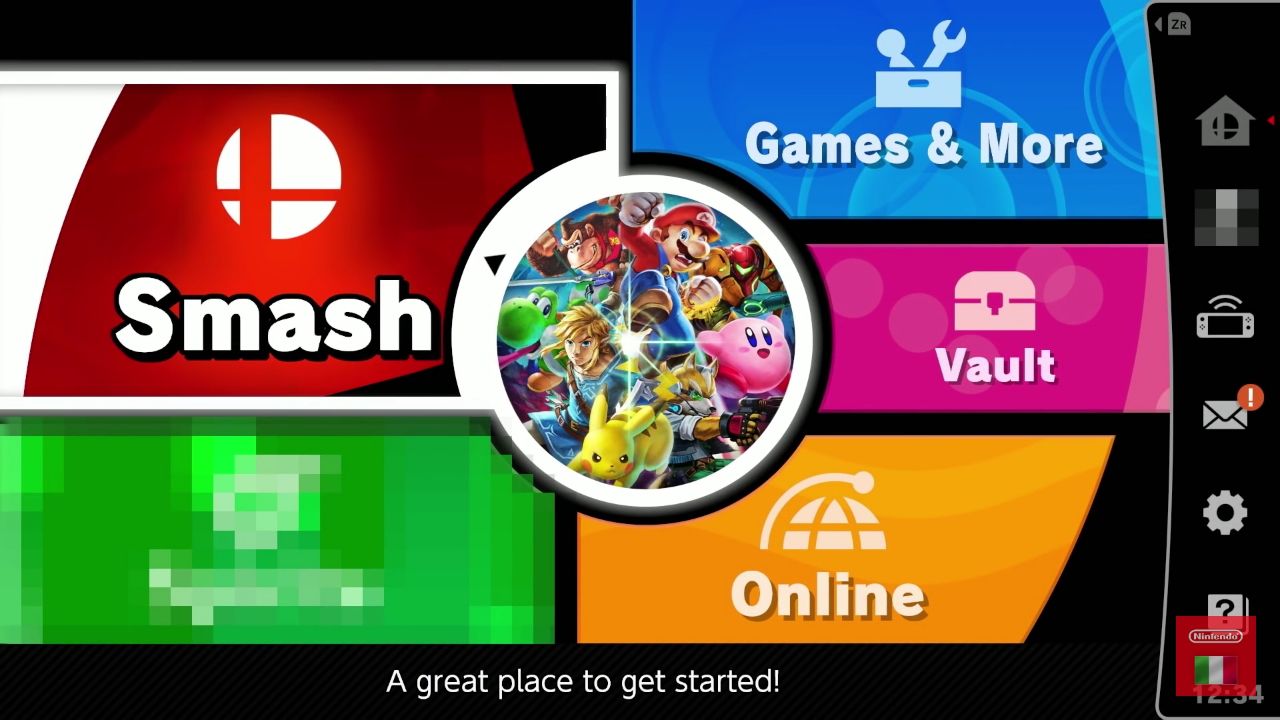 ZR
Games & More
Smash
Vault
!
Online
?
Nintendo
12:34
A great place to get started!